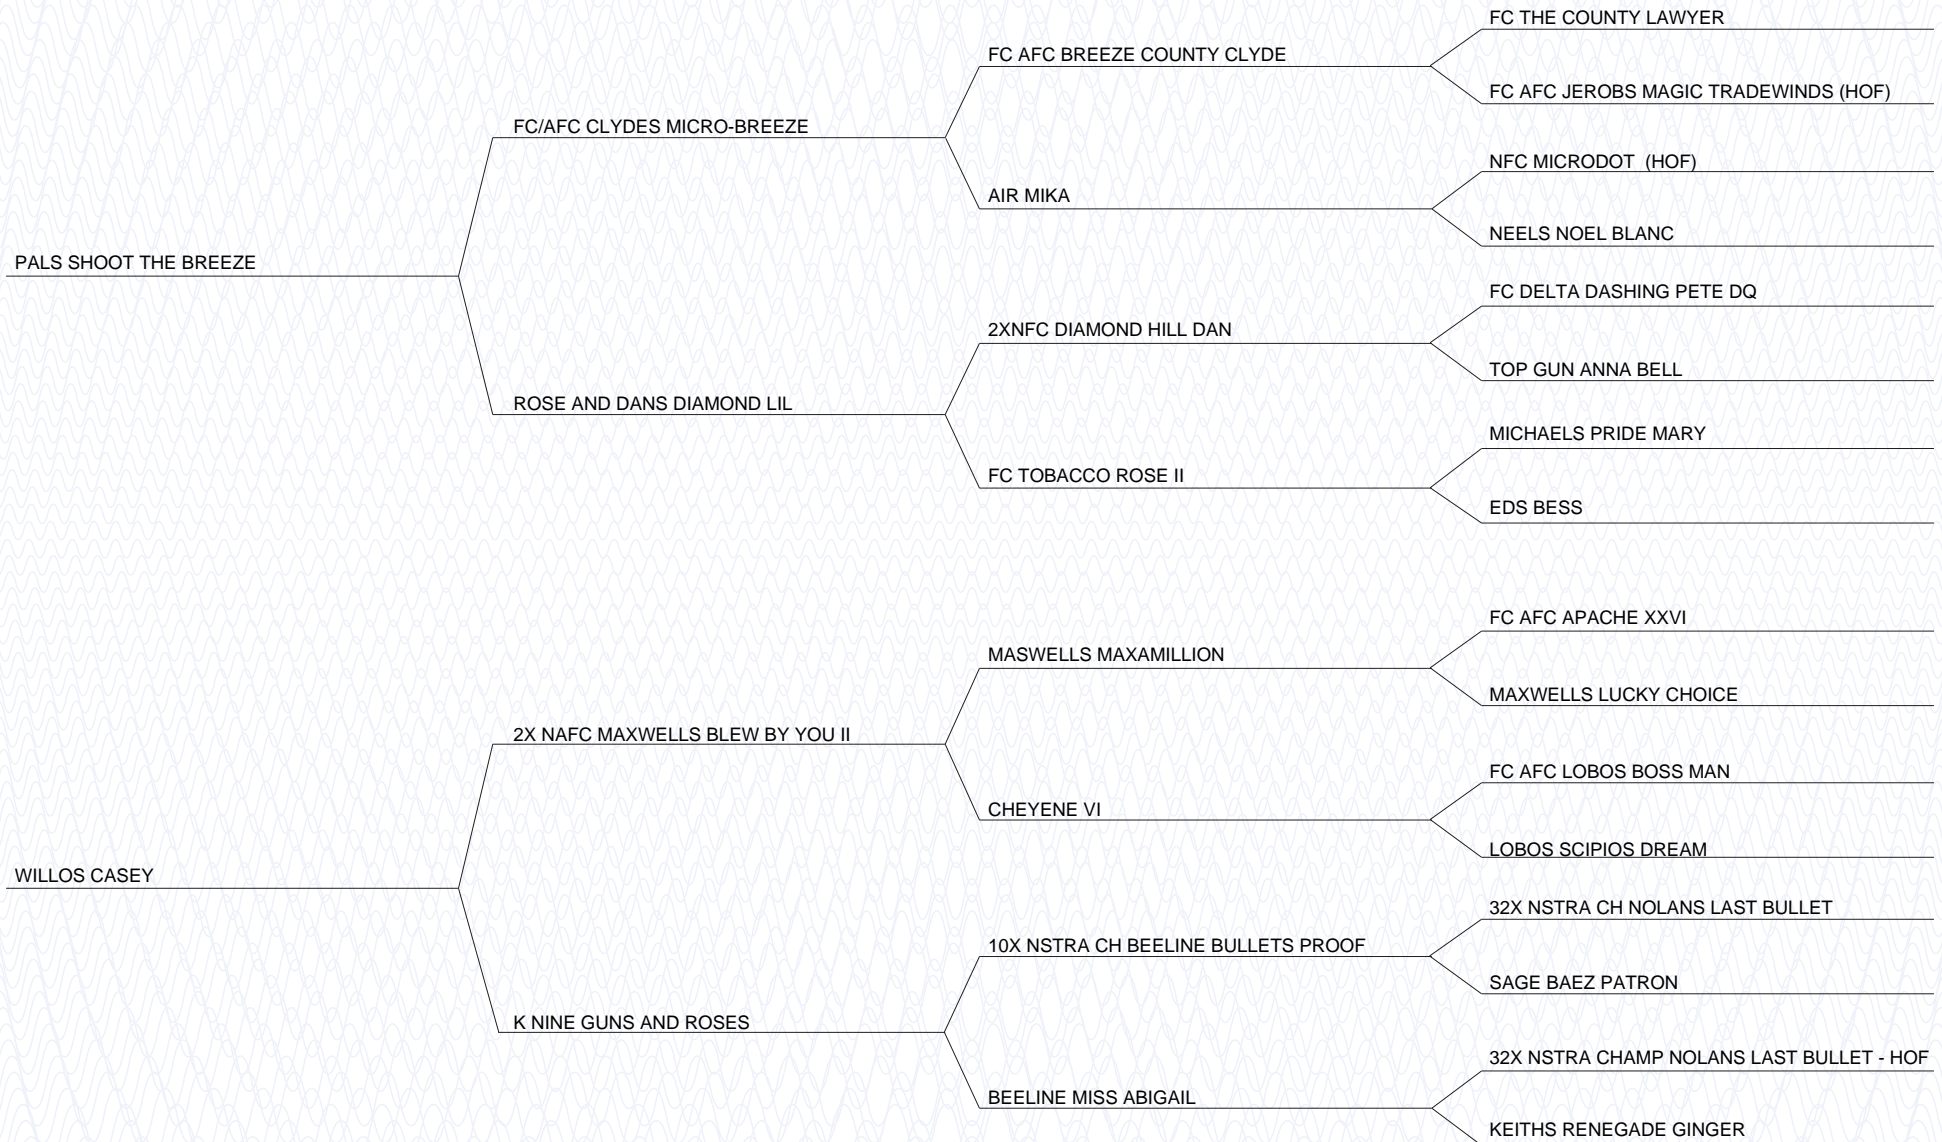 FC THE COUNTY LAWYER
FC AFC BREEZE COUNTY CLYDE
FC AFC JEROBS MAGIC TRADEWINDS (HOF)
FC/AFC CLYDES MICRO-BREEZE
NFC MICRODOT  (HOF)
AIR MIKA
NEELS NOEL BLANC
PALS SHOOT THE BREEZE
FC DELTA DASHING PETE DQ
2XNFC DIAMOND HILL DAN
TOP GUN ANNA BELL
ROSE AND DANS DIAMOND LIL
MICHAELS PRIDE MARY
FC TOBACCO ROSE II
EDS BESS
FC AFC APACHE XXVI
MASWELLS MAXAMILLION
MAXWELLS LUCKY CHOICE
2X NAFC MAXWELLS BLEW BY YOU II
FC AFC LOBOS BOSS MAN
CHEYENE VI
LOBOS SCIPIOS DREAM
WILLOS CASEY
32X NSTRA CH NOLANS LAST BULLET
10X NSTRA CH BEELINE BULLETS PROOF
SAGE BAEZ PATRON
K NINE GUNS AND ROSES
32X NSTRA CHAMP NOLANS LAST BULLET - HOF
BEELINE MISS ABIGAIL
KEITHS RENEGADE GINGER